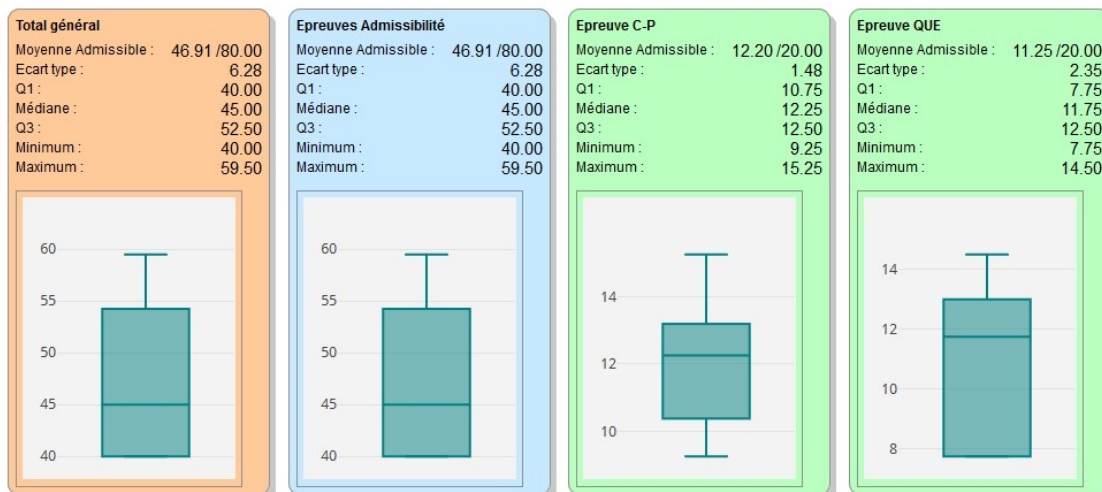 Total général
Moyenne Admissible : 46.91 /80.00
Ecart type : 6.28
Q1 : 40.00
Médiane : 45.00
Q3 : 52.50
Minimum : 40.00
Maximum : 59.50
60
55
50
45
40
Epreuves Admissibilité
Moyenne Admissible : 46.91 /80.00
Ecart type : 6.28
Q1 : 40.00
Médiane : 45.00
Q3 : 52.50
Minimum : 40.00
Maximum : 59.50
60
55
50
45
40
Epreuve C-P
Moyenne Admissible : 12.20 /20.00
Ecart type : 1.48
Q1 : 10.75
Médiane : 12.25
Q3 : 12.50
Minimum : 9.25
Maximum : 15.25
14
12
10
Epreuve QUE
Moyenne Admissible : 11.25 /20.00
Ecart type : 2.35
Q1 : 7.75
Médiane : 11.75
Q3 : 12.50
Minimum : 7.75
Maximum : 14.50
14
12
10
8